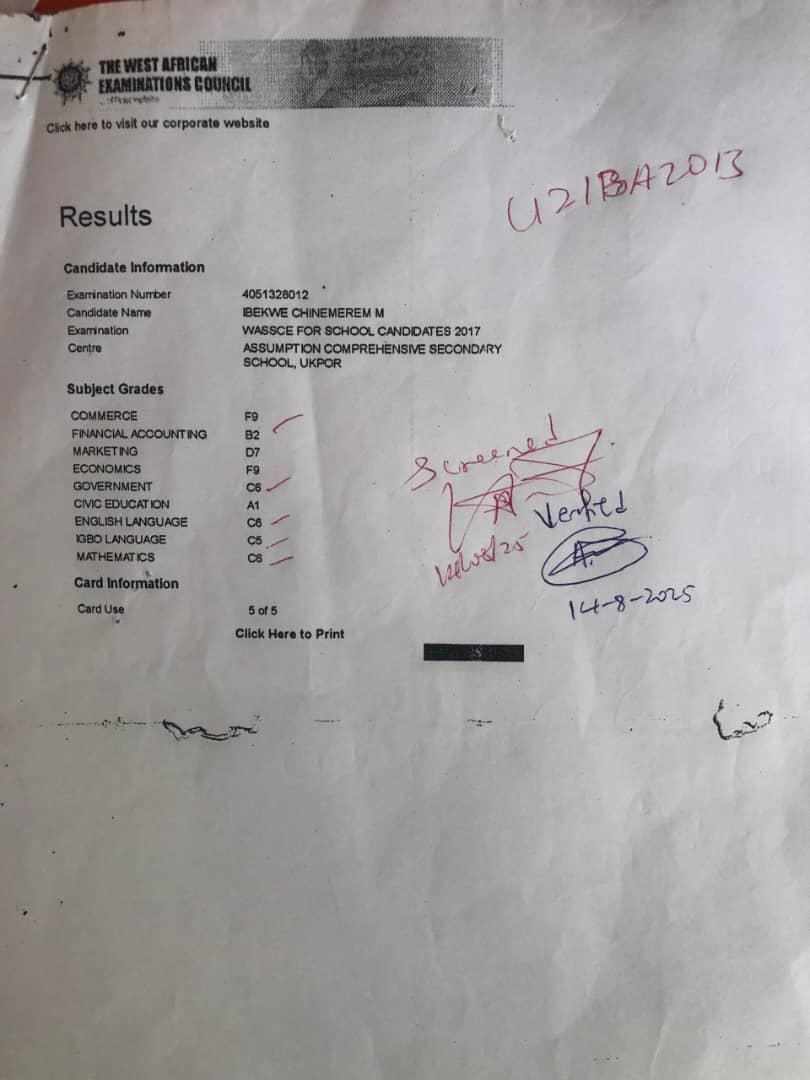 THE WEST AFRICAN
EXAMINATIONS COUNCIL
Click here to visit our corporate website
U21BA2013
Results
Candidate Information
Examination Number 4051328012
Candidate Name IBEKWE CHINEMEREM M
Examination WASSCE FOR SCHOOL CANDIDATES 2017
Centre ASSUMPTION COMPREHENSIVE SECONDARY
SCHOOL, UKPOR
Subject Grades
COMMERCE F9
FINANCIAL ACCOUNTING B2
MARKETING D7
ECONOMICS F9
GOVERNMENT C6
CIVIC EDUCATION A1
ENGLISH LANGUAGE C6
IGBO LANGUAGE C5
MATHEMATICS C6
Screened
Verified
14-8-2025
Card Information
Card Use 5 of 5
Click Here to Print